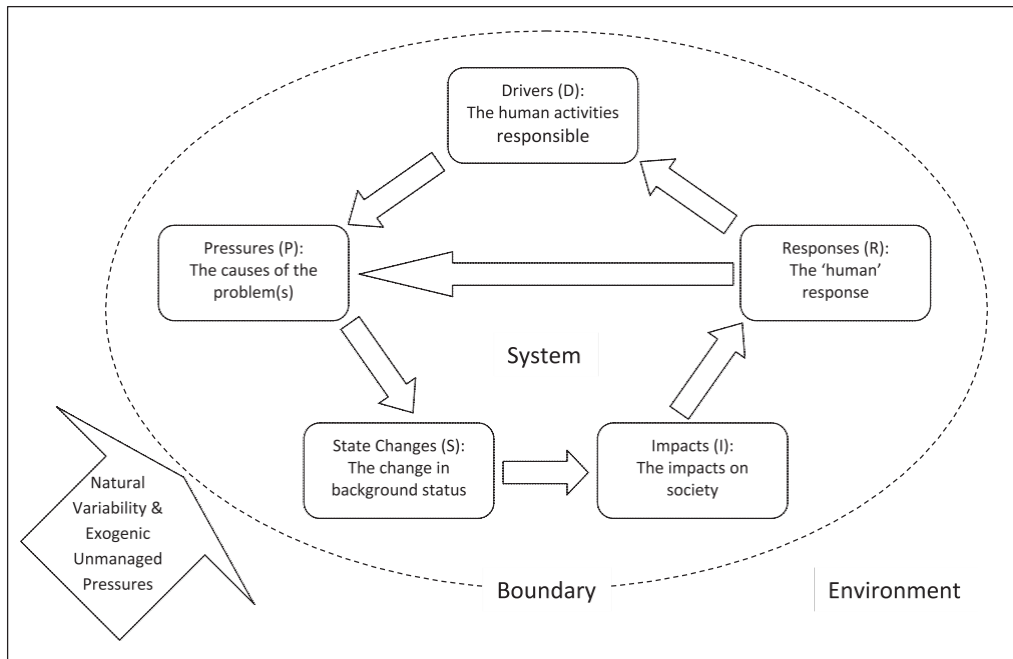 Drivers (D):
The human activities
responsible
Pressures (P):
The causes of the
problem(s)
Responses (R):
The ‘human’
response
System
State Changes (S):
The change in
background status
Impacts (I):
The impacts on
society
Natural
Variability &
Exogenic
Unmanaged
Pressures
Boundary
Environment